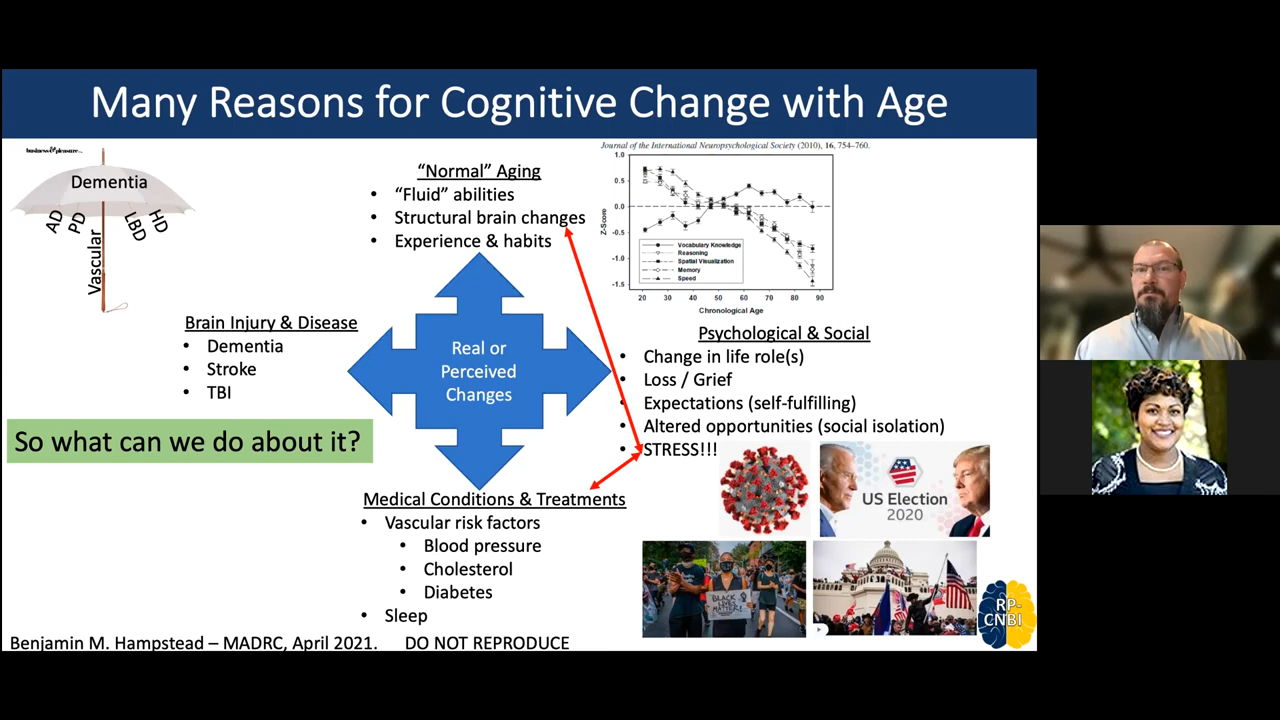 Many Reasons for Cognitive Change with Age
business & pleasure
Dementia
AD
PD
Vascular
LBD
HD
"Normal" Aging
• "Fluid" abilities
• Structural brain changes
• Experience & habits
Journal of the International Neuropsychological Society (2010), 16, 754–760.
1.0
0.5
0.0
-0.5
-1.0
-1.5
Z-Score
Vocabulary Knowledge
Reasoning
Spatial Visualization
Memory
Speed
21 30 40 50 60 70 80 90
Chronological Age
Brain Injury & Disease
• Dementia
• Stroke
• TBI
Real or
Perceived
Changes
Psychological & Social
• Change in life role(s)
• Loss / Grief
• Expectations (self-fulfilling)
• Altered opportunities (social isolation)
• STRESS!!!
So what can we do about it?
Medical Conditions & Treatments
• Vascular risk factors
• Blood pressure
• Cholesterol
• Diabetes
• Sleep
US Election
2020
BLACK
LIVES
MATTER!
RP-
CNBI
Benjamin M. Hampstead – MADRC, April 2021. DO NOT REPRODUCE